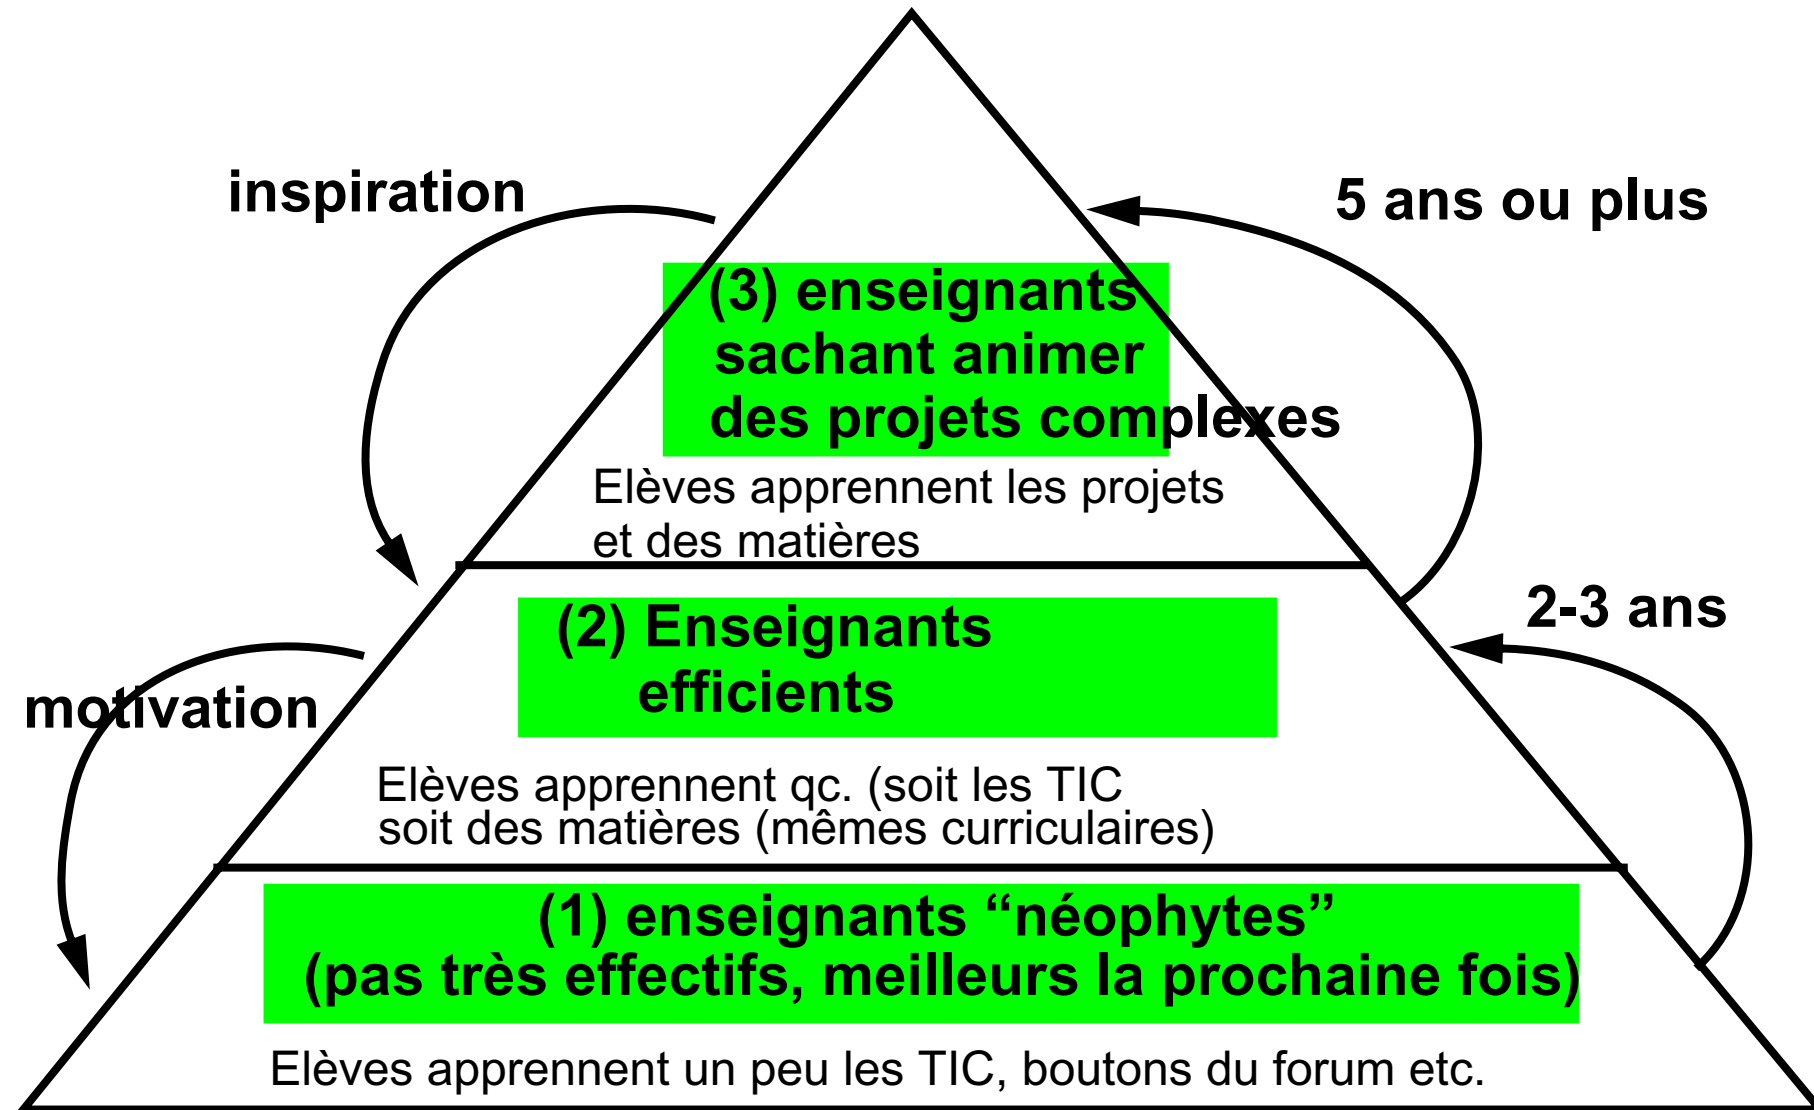 inspiration
5 ans ou plus
(3) enseignants
sachant animer
des projets complexes
Elèves apprennent les projets
et des matières
2-3 ans
(2) Enseignants
efficients
motivation
Elèves apprennent qc. (soit les TIC
soit des matières (mêmes curriculaires)
(1) enseignants “néophytes”
(pas très effectifs, meilleurs la prochaine fois)
Elèves apprennent un peu les TIC, boutons du forum etc.